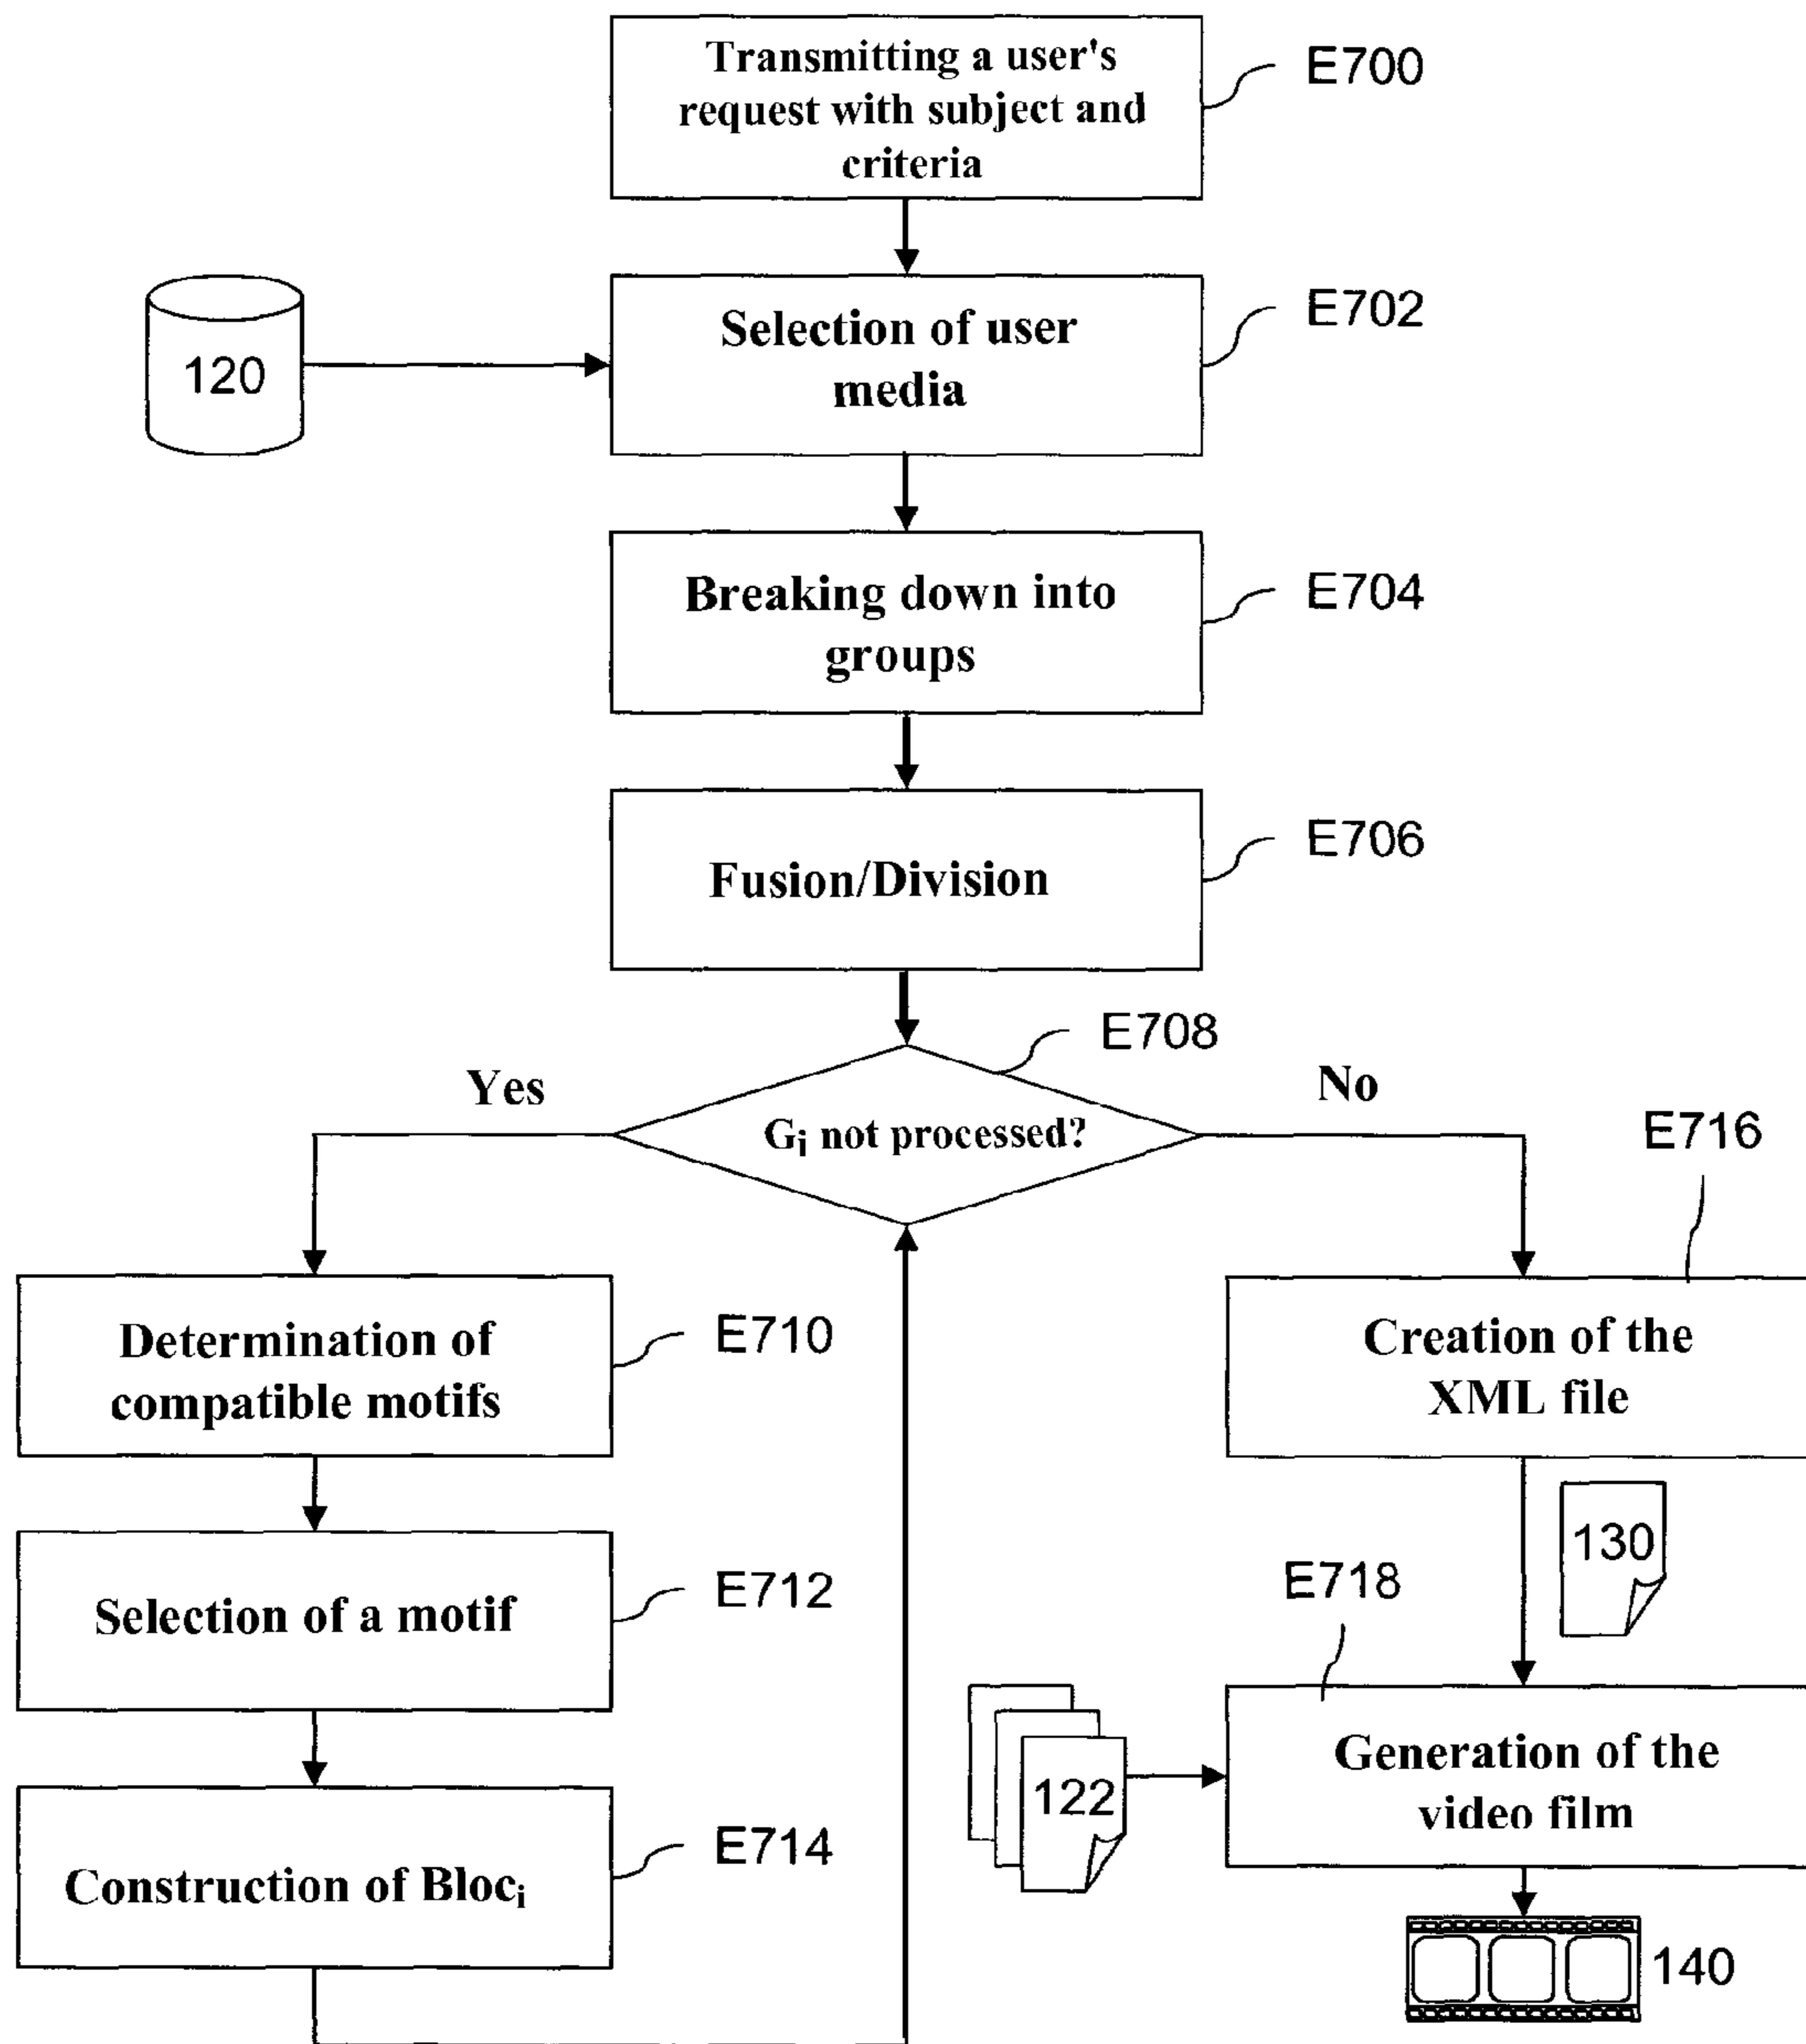 Transmitting a user's
request with subject and
criteria
E700
120
Selection of user
media
E702
Breaking down into
groups
E704
Fusion/Division
E706
E708
Yes
Gi not processed?
No
E716
Determination of
compatible motifs
E710
Creation of the
XML file
130
Selection of a motif
E712
E718
122
Generation of the
video film
Construction of Bloci
E714
140